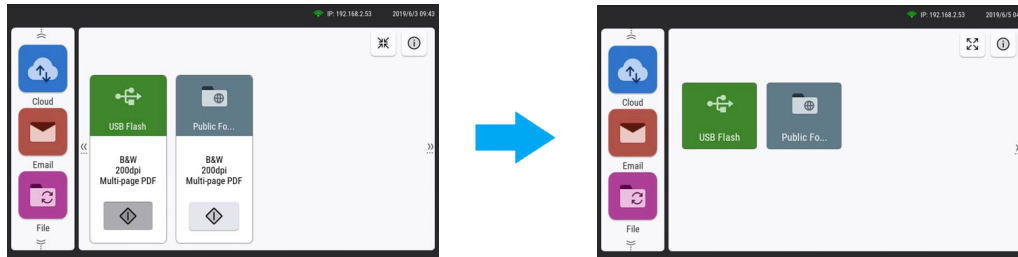 IP: 192.168.2.53 2019/6/3 09:43
Cloud
Email
File
USB Flash
B&W
200dpi
Multi-page PDF
Public Fo...
B&W
200dpi
Multi-page PDF
IP: 192.168.2.53 2019/6/5 04
Cloud
Email
File
USB Flash
Public Fo...